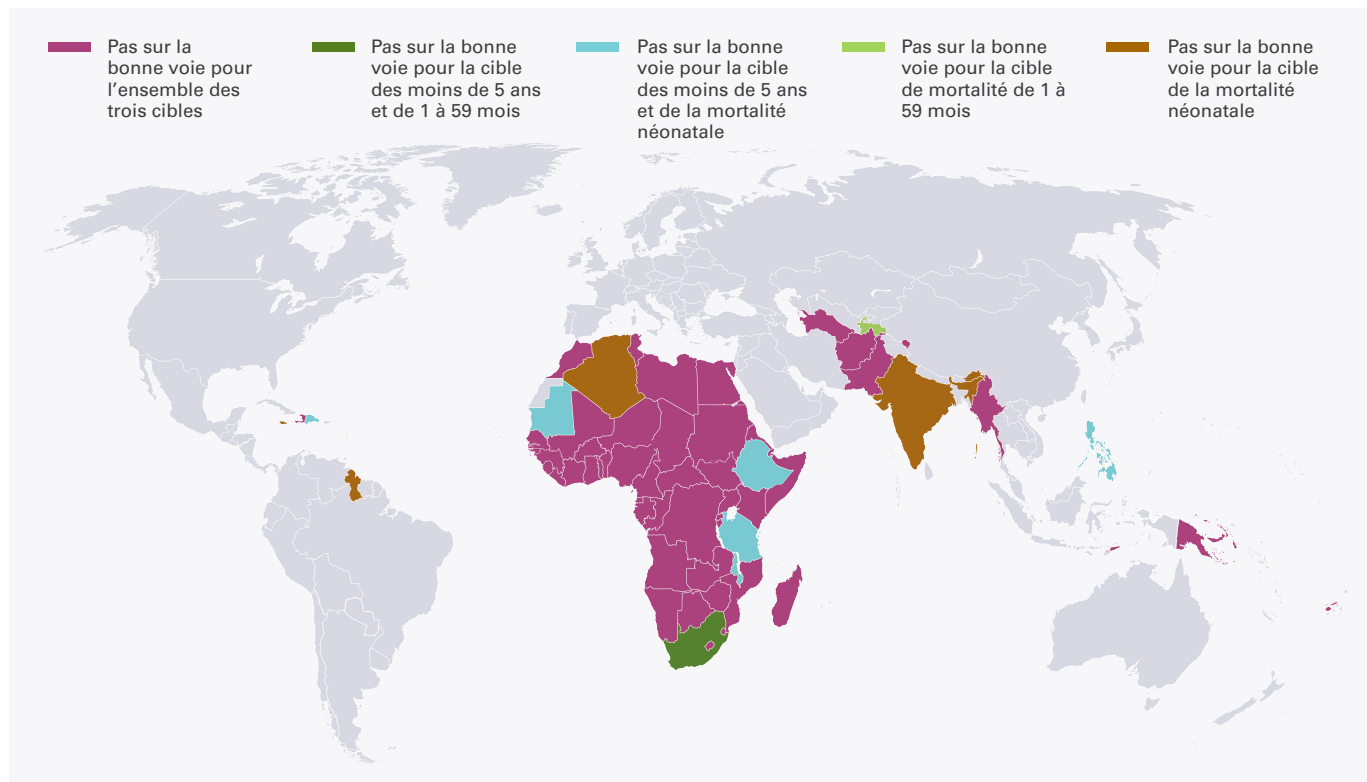 Pas sur la
bonne voie pour
l’ensemble des
trois cibles
Pas sur la bonne
voie pour la cible
des moins de 5 ans
et de 1 à 59 mois
Pas sur la bonne
voie pour la cible
des moins de 5 ans
et de la mortalité
néonatale
Pas sur la bonne
voie pour la cible
de mortalité de 1 à
59 mois
Pas sur la bonne
voie pour la cible
de la mortalité
néonatale